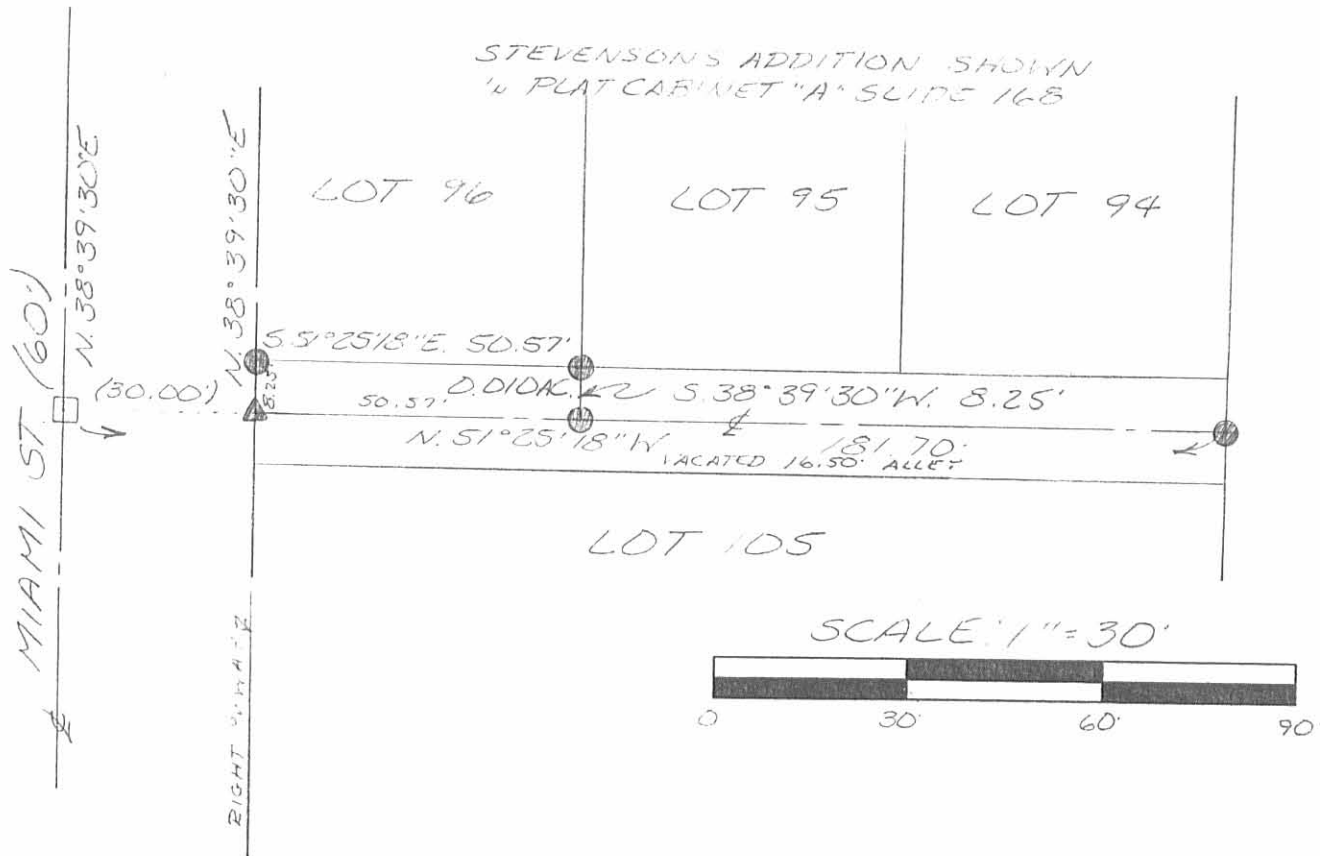 STEVENSONS ADDITION SHOWN
IN PLAT CABINET "A" SLIDE 168
N. 38°39'30"E.
N. 38°39'30"E
LOT 96
LOT 95
LOT 94
MIAMI ST. (60')
S. 51°25'18"E. 50.57'
(30.00')
8.25'
0.010AC.
S. 38°39'30"W. 8.25'
50.57'
N. 51°25'18"W
181.70'
VACATED 16.50' ALLEY
LOT 105
SCALE: 1"=30'
0 30' 60' 90
RIGHT